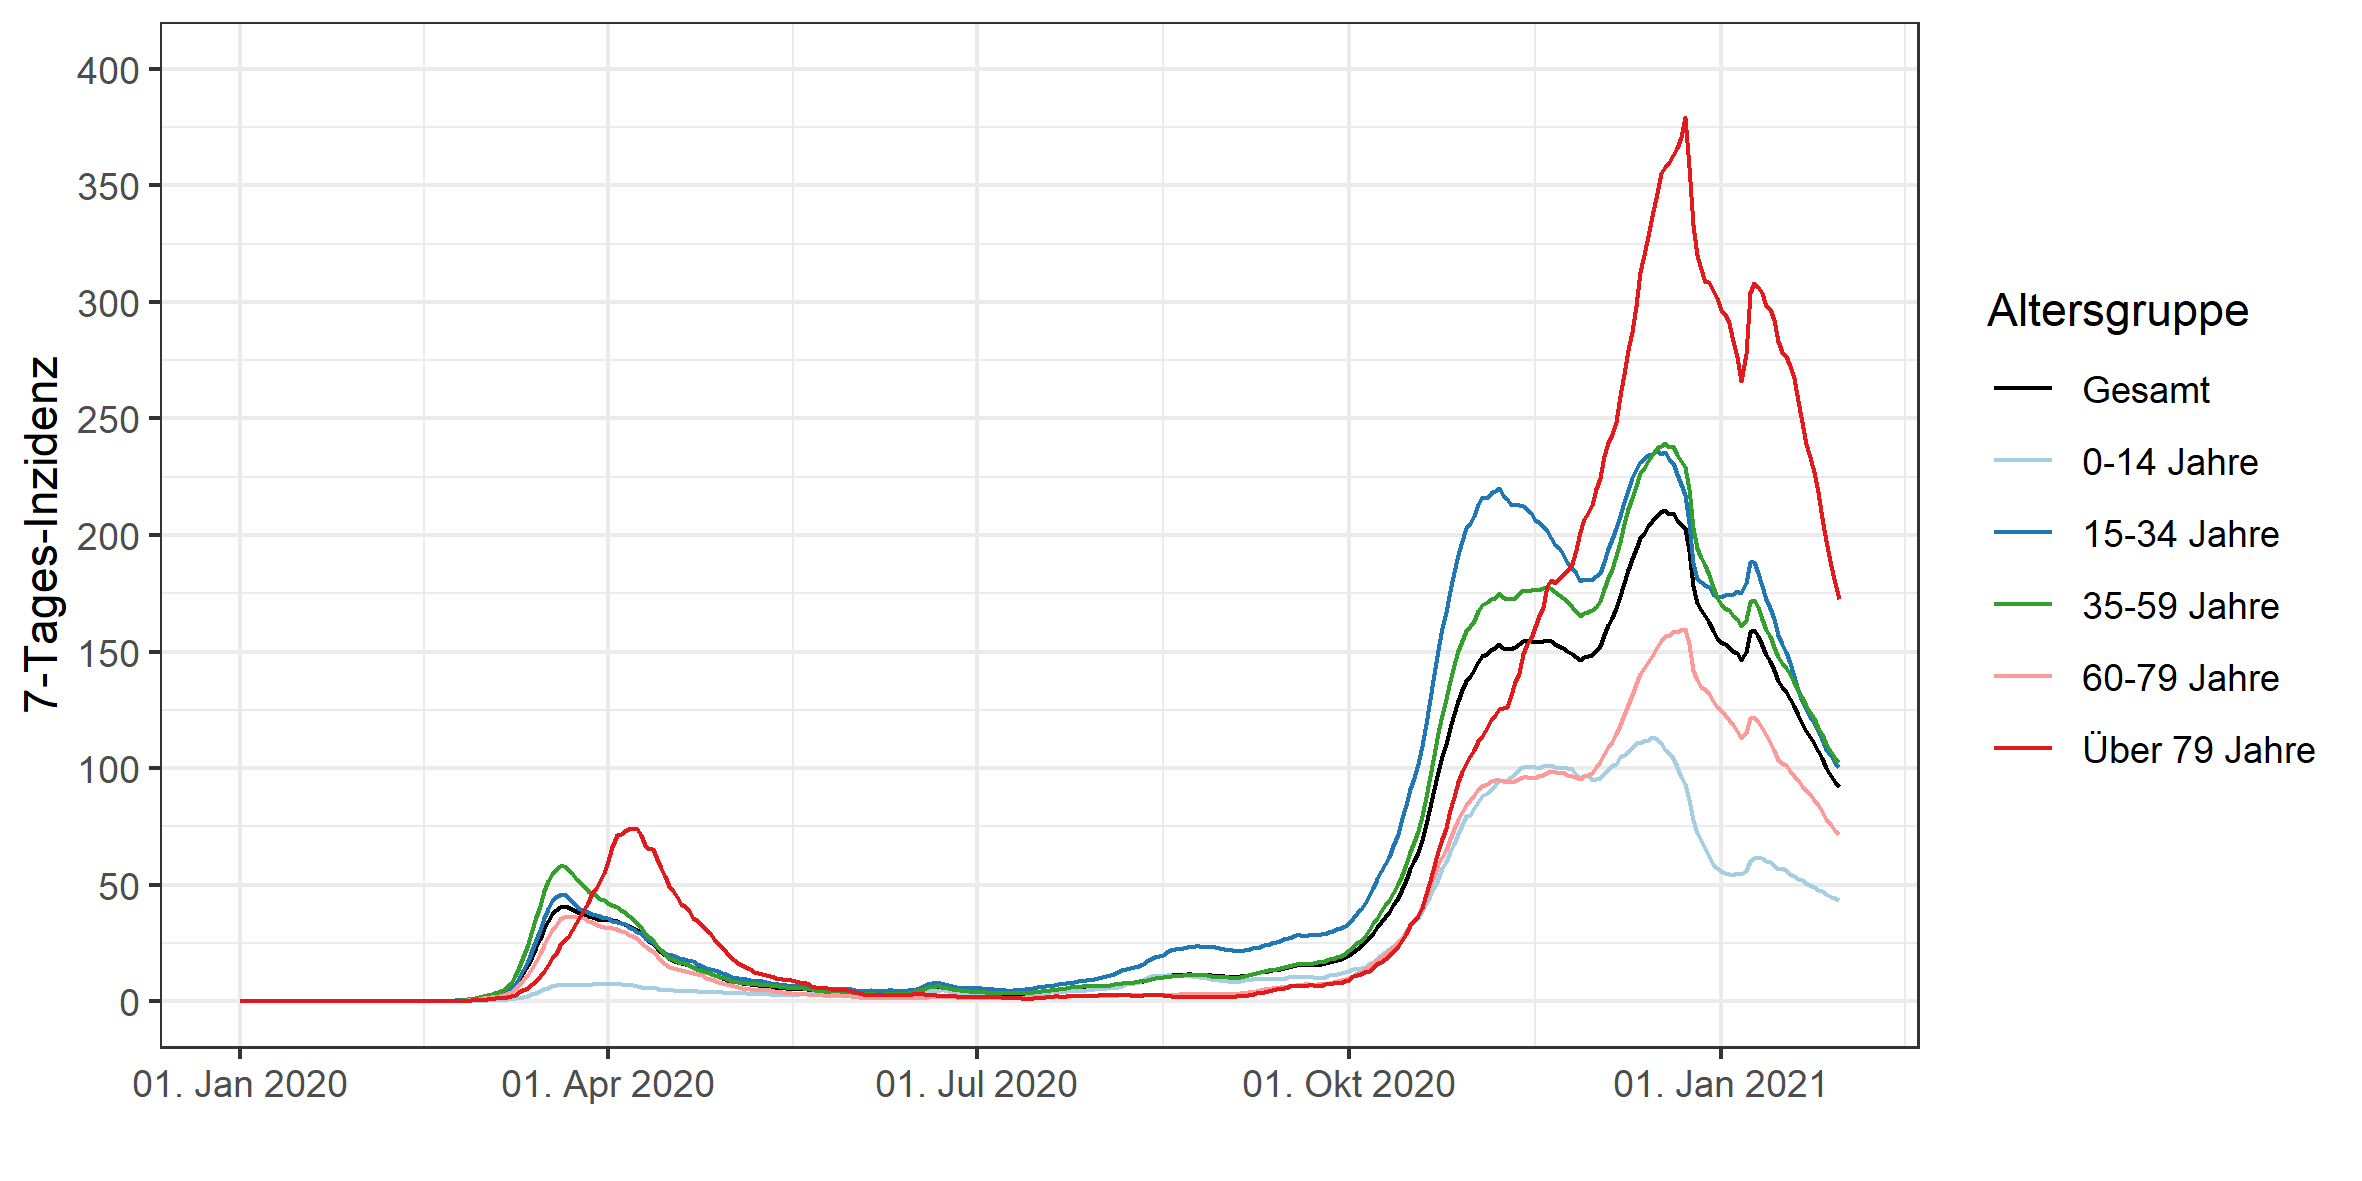 7-Tages-Inzidenz
400
350
300
250
200
150
100
50
0
01. Jan 2020
01. Apr 2020
01. Jul 2020
01. Okt 2020
01. Jan 2021
Altersgruppe
Gesamt
0-14 Jahre
15-34 Jahre
35-59 Jahre
60-79 Jahre
Über 79 Jahre